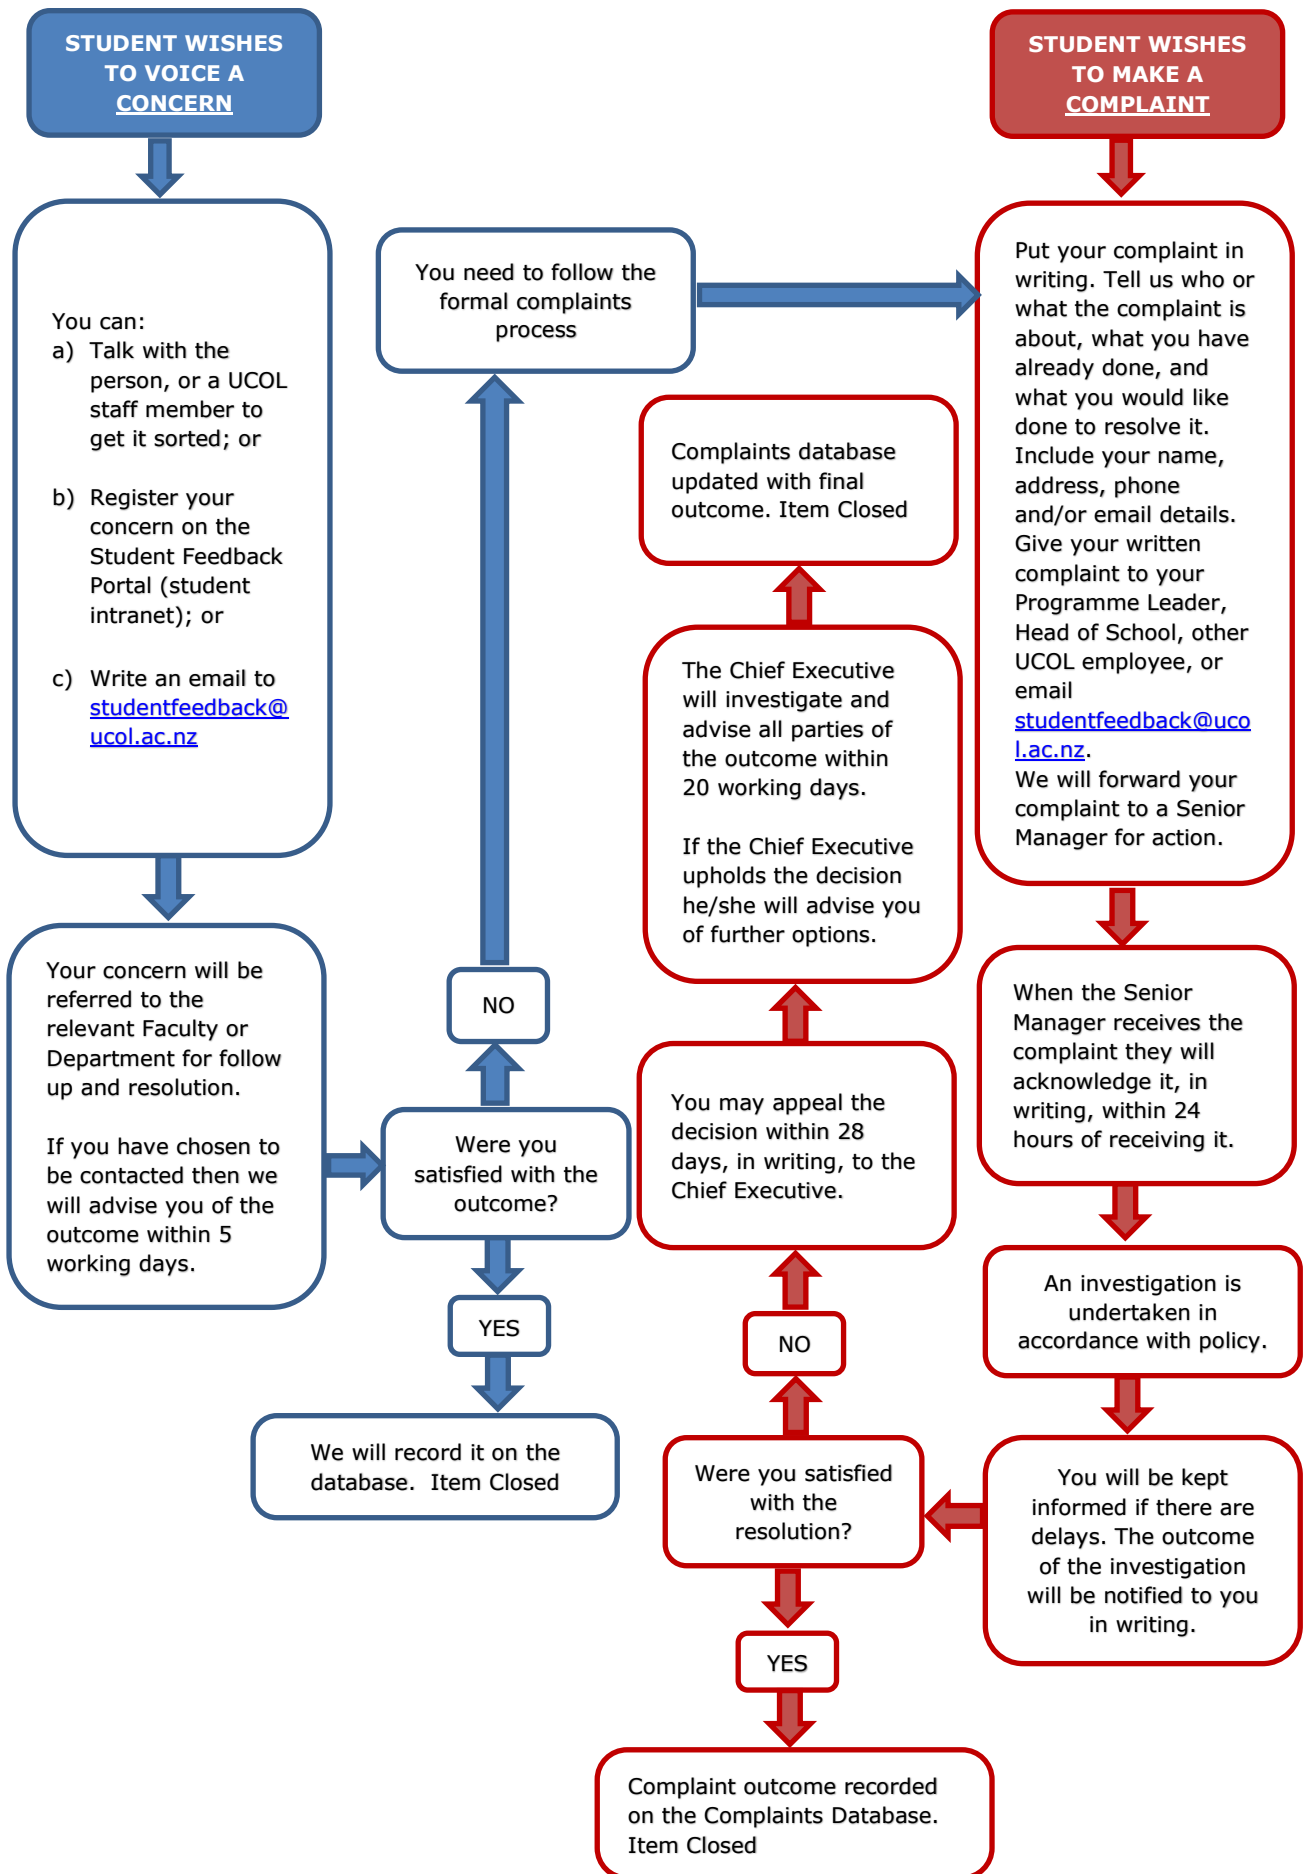 STUDENT WISHES
TO VOICE A
CONCERN
You can:
a) Talk with the
person, or a UCOL
staff member to
get it sorted; or
b) Register your
concern on the
Student Feedback
Portal (student
intranet); or
c) Write an email to
studentfeedback@
ucol.ac.nz
Your concern will be
referred to the
relevant Faculty or
Department for follow
up and resolution.
If you have chosen to
be contacted then we
will advise you of the
outcome within 5
working days.
Were you
satisfied with the
outcome?
NO
You need to follow the
formal complaints
process
YES
We will record it on the
database.  Item Closed
STUDENT WISHES
TO MAKE A
COMPLAINT
Put your complaint in
writing. Tell us who or
what the complaint is
about, what you have
already done, and
what you would like
done to resolve it.
Include your name,
address, phone
and/or email details.
Give your written
complaint to your
Programme Leader,
Head of School, other
UCOL employee, or
email
studentfeedback@uco
l.ac.nz.
We will forward your
complaint to a Senior
Manager for action.
When the Senior
Manager receives the
complaint they will
acknowledge it, in
writing, within 24
hours of receiving it.
An investigation is
undertaken in
accordance with policy.
You will be kept
informed if there are
delays. The outcome
of the investigation
will be notified to you
in writing.
Were you satisfied
with the
resolution?
NO
You may appeal the
decision within 28
days, in writing, to the
Chief Executive.
The Chief Executive
will investigate and
advise all parties of
the outcome within
20 working days.
If the Chief Executive
upholds the decision
he/she will advise you
of further options.
Complaints database
updated with final
outcome. Item Closed
YES
Complaint outcome recorded
on the Complaints Database.
Item Closed